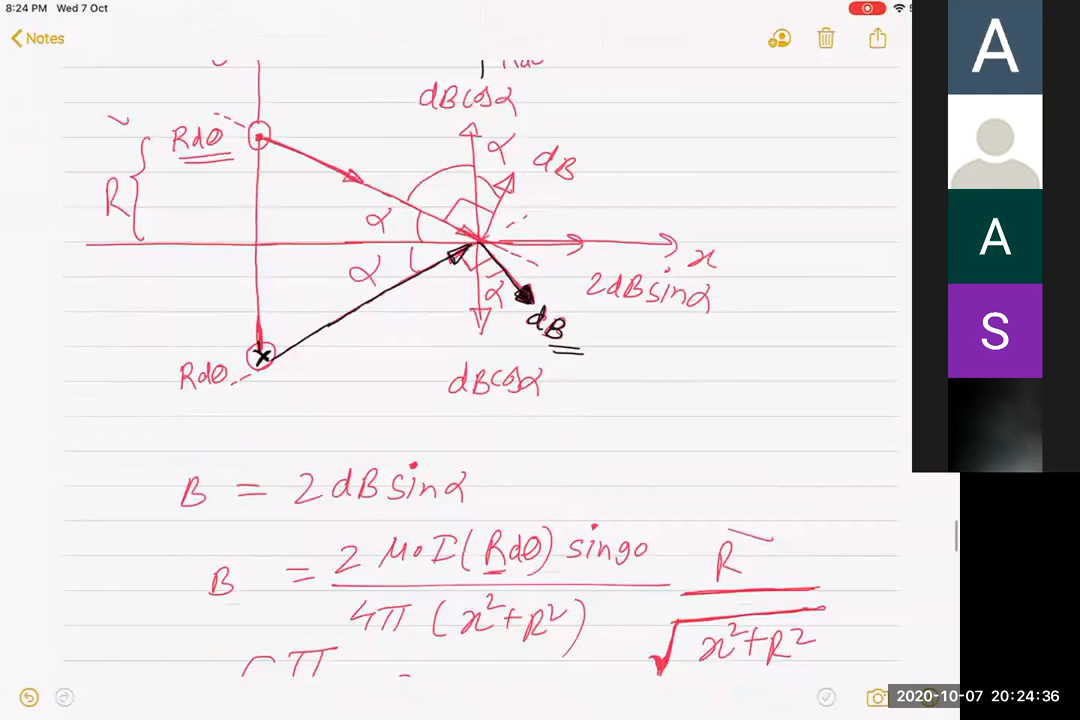 8:24 PM Wed 7 Oct
Notes
dBcosα
Rdθ
α
dB
R
α
x
α
α
2dBsinα
dB
Rdθ
dBcosα
B = 2dBsinα
B = 2 μ0 I (Rdθ) sin90 / 4π (x²+R²) R / √x²+R²
π
A
A
S
2020-10-07 20:24:36